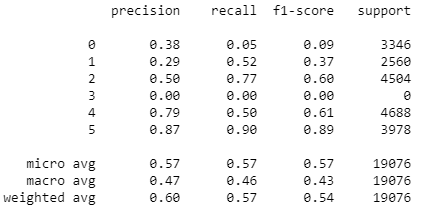 precision recall f1-score support
0 0.38 0.05 0.09 3346
1 0.29 0.52 0.37 2560
2 0.50 0.77 0.60 4504
3 0.00 0.00 0.00 0
4 0.79 0.50 0.61 4688
5 0.87 0.90 0.89 3978
micro avg 0.57 0.57 0.57 19076
macro avg 0.47 0.46 0.43 19076
weighted avg 0.60 0.57 0.54 19076